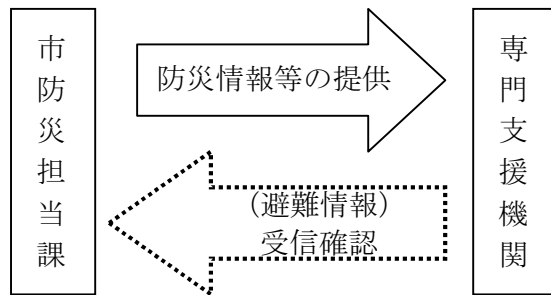 市防災担当課
防災情報等の提供
(避難情報)
受信確認
専門支援機関